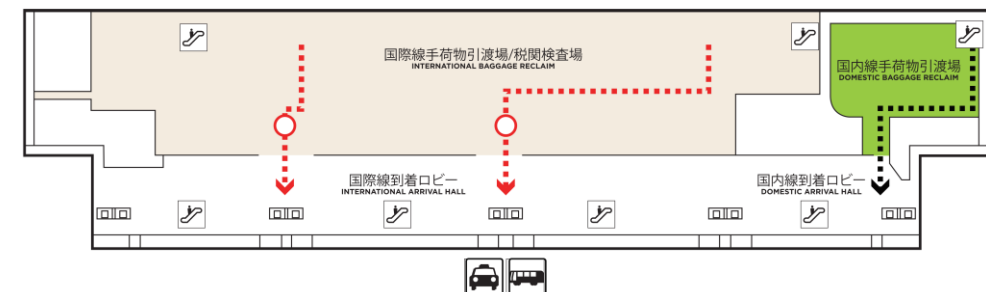 国際線手荷物引渡場/税関検査場
INTERNATIONAL BAGGAGE RECLAIM
国内線手荷物引渡場
DOMESTIC BAGGAGE RECLAIM
国際線到着ロビー
INTERNATIONAL ARRIVAL HALL
国内線到着ロビー
DOMESTIC ARRIVAL HALL